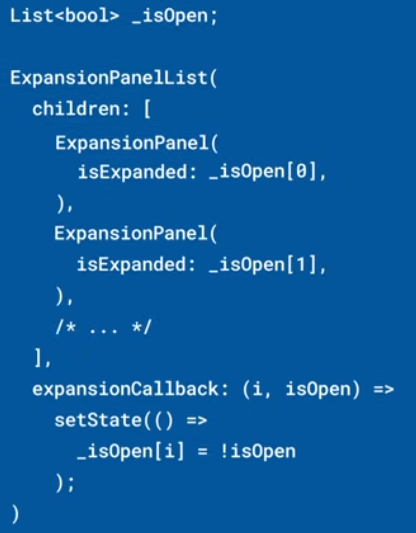 List<bool> _isOpen;
ExpansionPanelList(
children: [
ExpansionPanel(
isExpanded: _isOpen[0],
),
ExpansionPanel(
isExpanded: _isOpen[1],
),
/* ... */
],
expansionCallback: (i, isOpen) =>
setState(() =>
_isOpen[i] = !isOpen
);
)